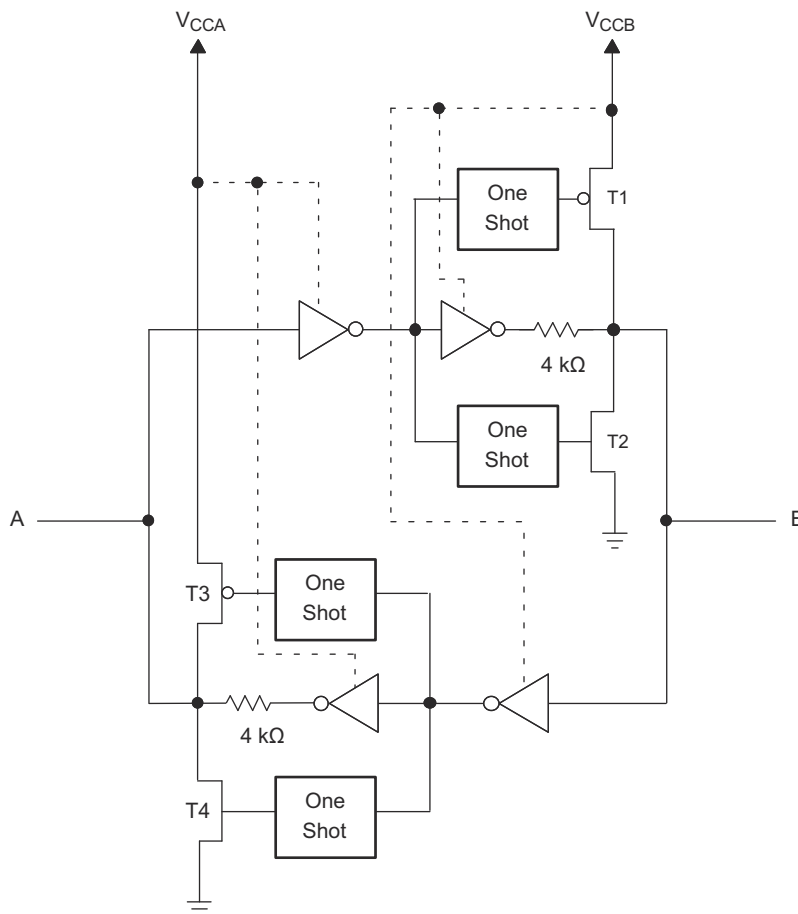 VCCA
VCCB
One
Shot
T1
4 kΩ
One
Shot
T2
A
B
T3
One
Shot
4 kΩ
T4
One
Shot